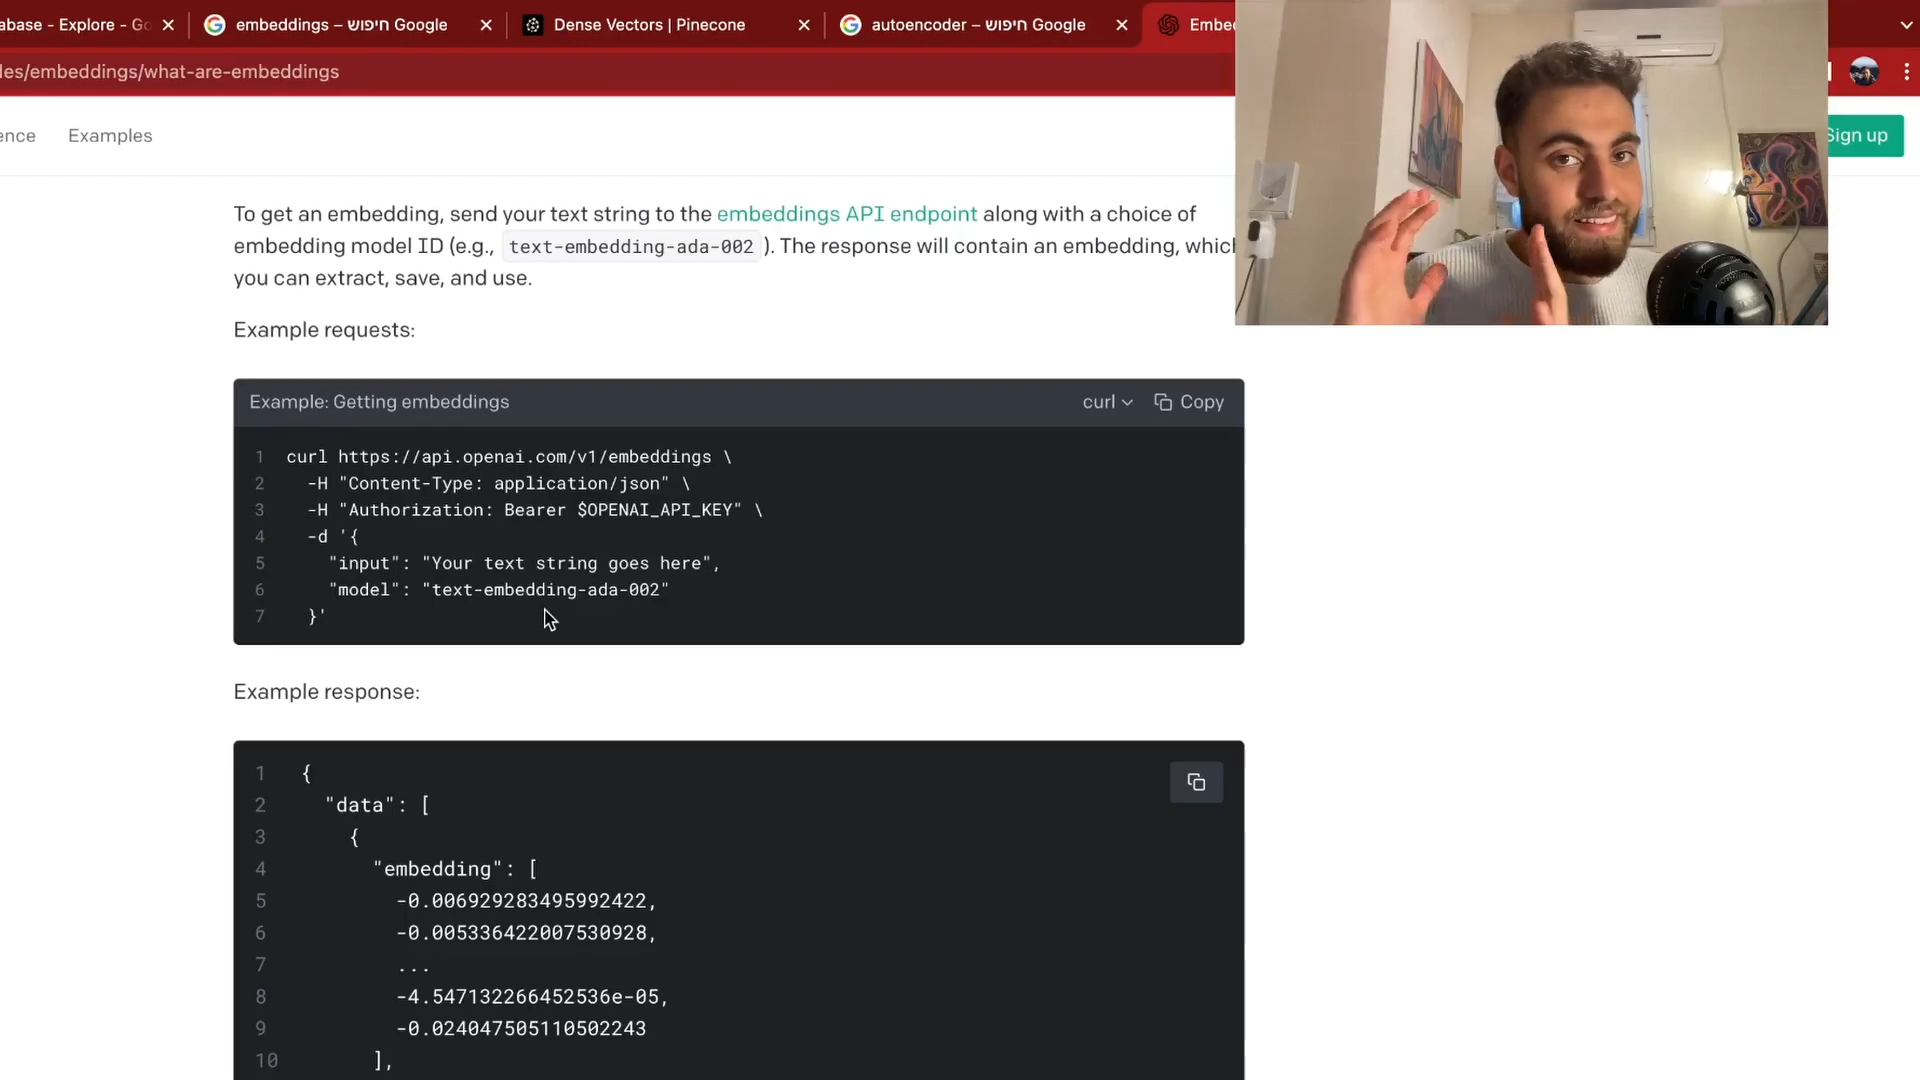 abase - Explore - Go
embeddings – חיפוש Google
Dense Vectors | Pinecone
autoencoder – חיפוש Google
Embe
les/embeddings/what-are-embeddings
ence
Examples
Sign up
To get an embedding, send your text string to the embeddings API endpoint along with a choice of
embedding model ID (e.g., text-embedding-ada-002 ). The response will contain an embedding, which
you can extract, save, and use.
Example requests:
Example: Getting embeddings
curl
Copy
1 curl https://api.openai.com/v1/embeddings \
2 -H "Content-Type: application/json" \
3 -H "Authorization: Bearer $OPENAI_API_KEY" \
4 -d '{
5 "input": "Your text string goes here",
6 "model": "text-embedding-ada-002"
7 }'
Example response:
1 {
2 "data": [
3 {
4 "embedding": [
5 -0.006929283495992422,
6 -0.005336422007530928,
7 ...
8 -4.547132266452536e-05,
9 -0.024047505110502243
10 ],